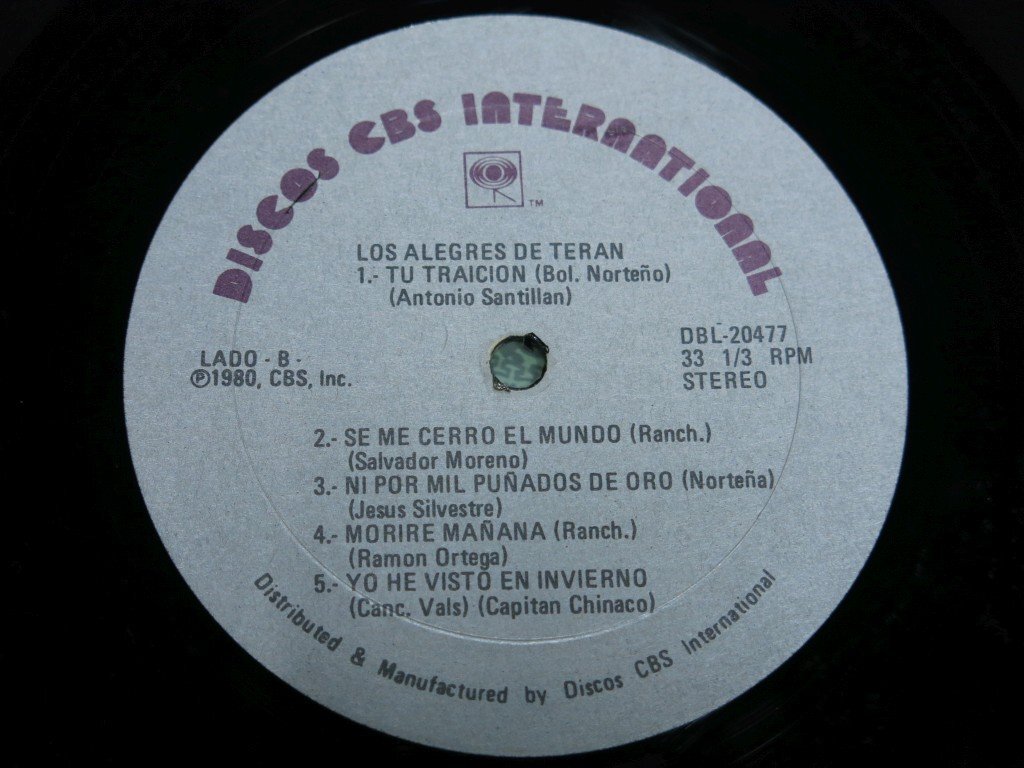 DISCOS CBS INTERNATIONAL
TM
LOS ALEGRES DE TERAN
1.- TU TRAICION (Bol. Norteño)
(Antonio Santillan)
LADO - B -
℗1980, CBS, Inc.
DBL-20477
33 1/3 RPM
STEREO
2.- SE ME CERRO EL MUNDO (Ranch.)
(Salvador Moreno)
3.- NI POR MIL PUÑADOS DE ORO (Norteña)
(Jesus Silvestre)
4.- MORIRE MAÑANA (Ranch.)
(Ramon Ortega)
5.- YO HE VISTO EN INVIERNO
(Canc. Vals) (Capitan Chinaco)
Distributed & Manufactured by Discos CBS International